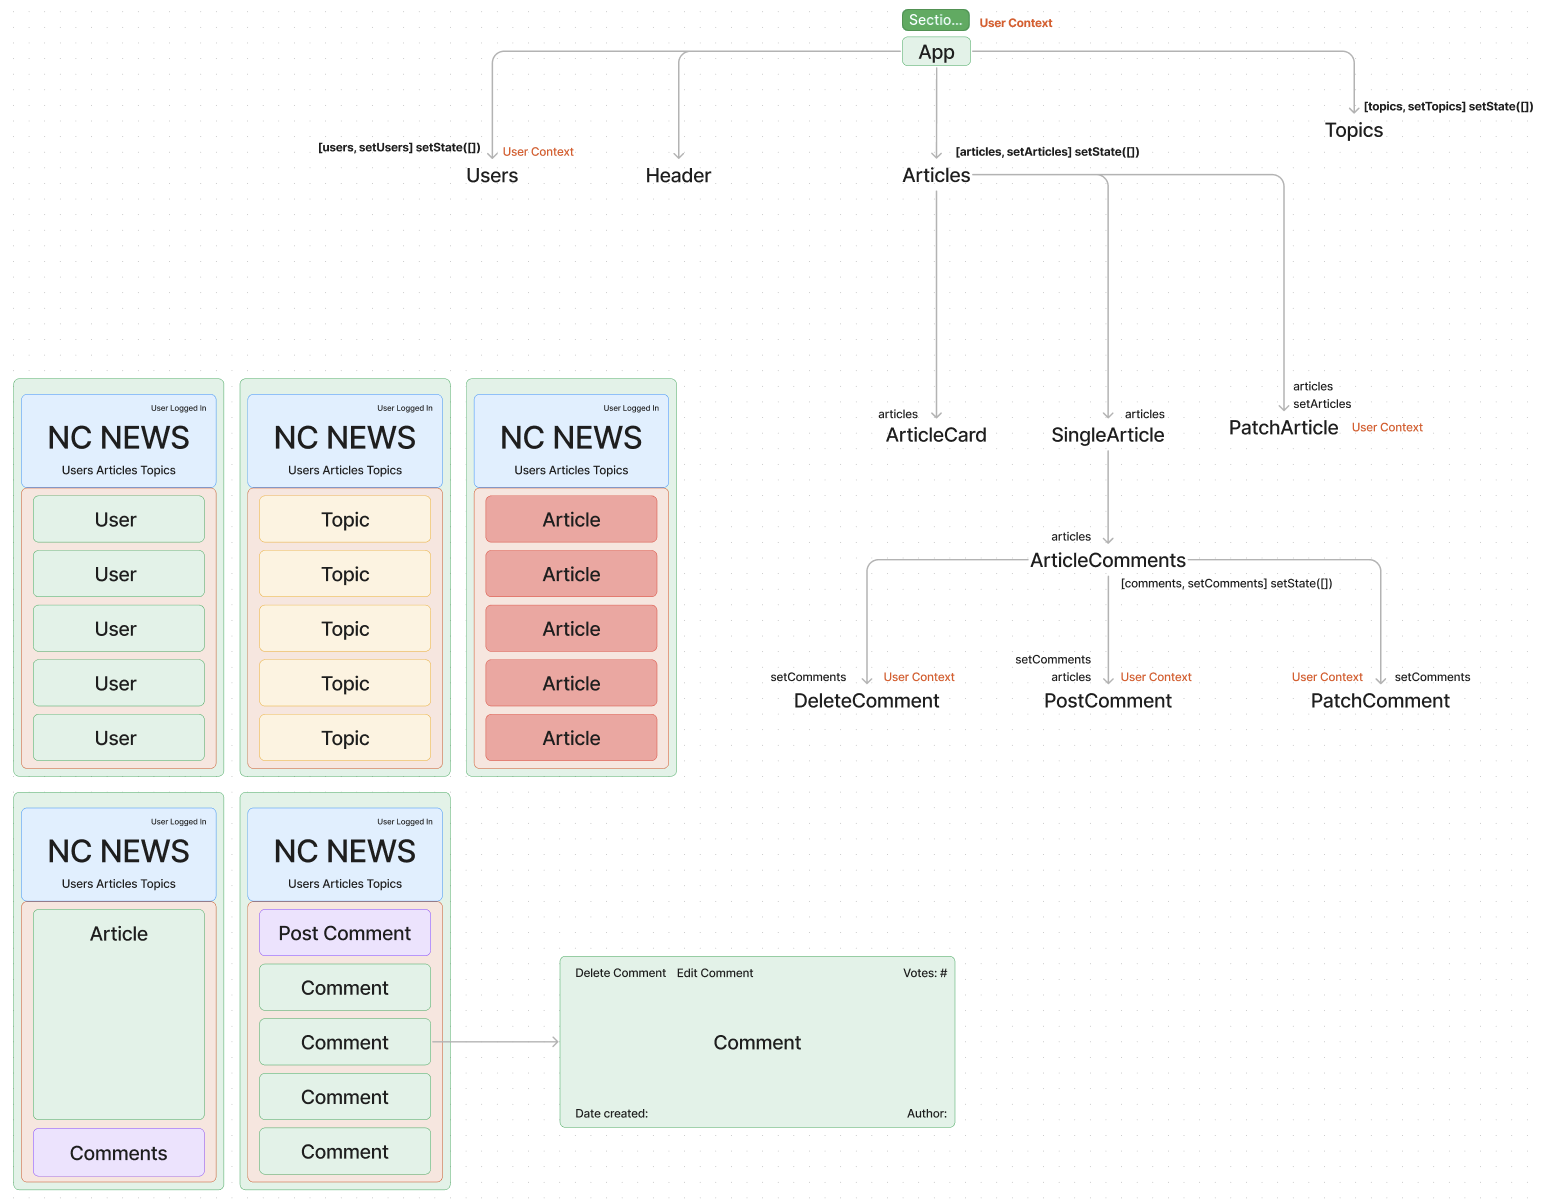 Sectio...
User Context
App
[topics, setTopics] setState([])
Topics
[users, setUsers] setState([])
User Context
Users
Header
[articles, setArticles] setState([])
Articles
articles
ArticleCard
articles
SingleArticle
articles
setArticles
PatchArticle
User Context
articles
ArticleComments
[comments, setComments] setState([])
setComments
User Context
DeleteComment
setComments
articles
User Context
PostComment
User Context
setComments
PatchComment
User Logged In
NC NEWS
Users Articles Topics
User
User
User
User
User
User Logged In
NC NEWS
Users Articles Topics
Topic
Topic
Topic
Topic
Topic
User Logged In
NC NEWS
Users Articles Topics
Article
Article
Article
Article
Article
User Logged In
NC NEWS
Users Articles Topics
Article
Comments
User Logged In
NC NEWS
Users Articles Topics
Post Comment
Comment
Comment
Comment
Comment
Delete Comment Edit Comment Votes: #
Comment
Date created: Author: